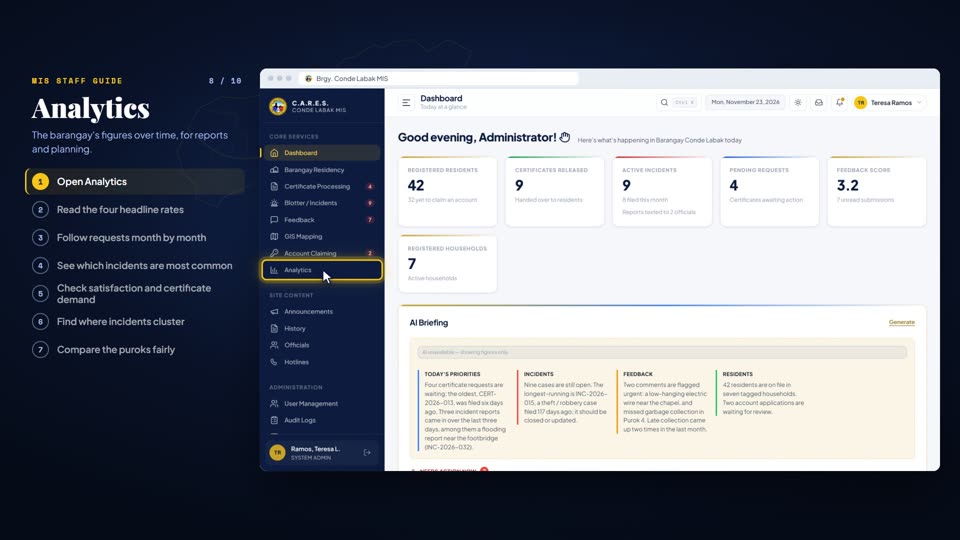 MIS STAFF GUIDE
8 / 10
Analytics
The barangay's figures over time, for reports
and planning.
1 Open Analytics
2 Read the four headline rates
3 Follow requests month by month
4 See which incidents are most common
5 Check satisfaction and certificate
demand
6 Find where incidents cluster
7 Compare the puroks fairly
Brgy. Conde Labak MIS
C.A.R.E.S.
CONDE LABAK MIS
CORE SERVICES
Dashboard
Barangay Residency
Certificate Processing 4
Blotter / Incidents 9
Feedback 7
GIS Mapping
Account Claiming 2
Analytics
SITE CONTENT
Announcements
History
Officials
Hotlines
ADMINISTRATION
User Management
Audit Logs
TR
Ramos, Teresa L.
SYSTEM ADMIN
Dashboard
Today at a glance
Ctrl K
Mon, November 23, 2026
TR
Teresa Ramos
Good evening, Administrator!
Here's what's happening in Barangay Conde Labak today
REGISTERED RESIDENTS
42
32 yet to claim an account
CERTIFICATES RELEASED
9
Handed over to residents
ACTIVE INCIDENTS
9
8 filed this month
Reports texted to 2 officials
PENDING REQUESTS
4
Certificates awaiting action
FEEDBACK SCORE
3.2
7 unread submissions
REGISTERED HOUSEHOLDS
7
Active households
AI Briefing
Generate
AI unavailable — showing figures only
TODAY'S PRIORITIES
Four certificate requests are
waiting; the oldest, CERT-
2026-013, was filed six days
ago. Three incident reports
came in over the last three
days, among them a flooding
report near the footbridge
(INC-2026-032).
INCIDENTS
Nine cases are still open. The
longest-running is INC-2026-
015, a theft / robbery case
filed 117 days ago; it should be
closed or updated.
FEEDBACK
Two comments are flagged
urgent: a low-hanging electric
wire near the chapel, and
missed garbage collection in
Purok 4. Late collection came
up two times in the last month.
RESIDENTS
42 residents are on file in
seven tagged households.
Two account applications are
waiting for review.